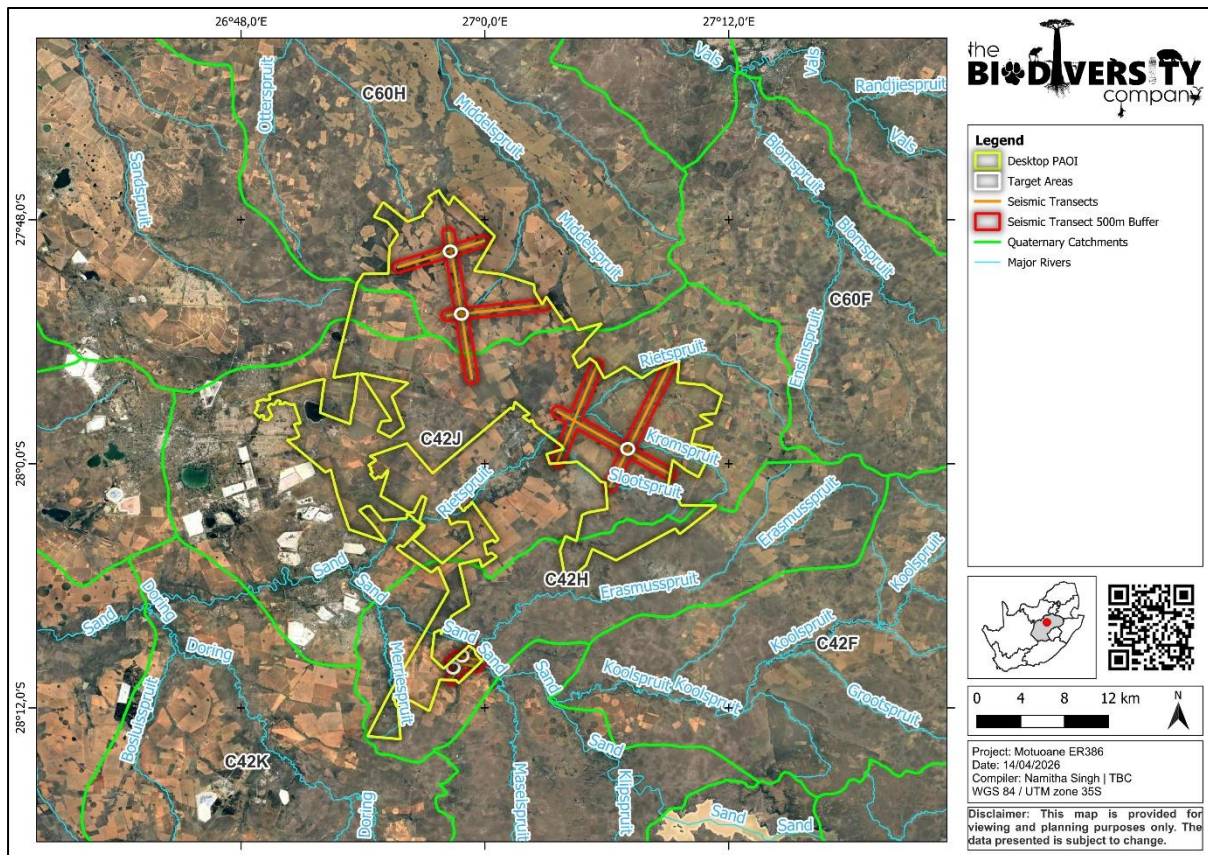 26°48,0'E
27°0,0'E
27°12,0'E
27°48,0'S
28°0,0'S
28°12,0'S
Vals
Vals
Randjiespruit
Vals
C60H
Otterspruit
Middelspruit
Sandspruit
Blomspruit
Middelspruit
Blomspruit
C60F
Enslinspruit
Rietspruit
C42J
Kromspruit
Slootspruit
Rietspruit
Erasmusspruit
Sand
Sand
C42H
Erasmusspruit
Koolspruit
Doring
Sand
Sand
Sand
Koolspruit
C42F
Doring
Merriespruit
Sand
Koolspruit
Koolspruit
Grootspruit
Boslulsspruit
Sand
C42K
Maselspruit
Klipspruit
Doring
Sand
Sand
the
BIODIVERSITY
company
Legend
Desktop PAOI
Target Areas
Seismic Transects
Seismic Transect 500m Buffer
Quaternary Catchments
Major Rivers
0 4 8 12 km
N
Project: Motuoane ER386
Date: 14/04/2026
Compiler: Namitha Singh | TBC
WGS 84 / UTM zone 35S
Disclaimer: This map is provided for
viewing and planning purposes only. The
data presented is subject to change.